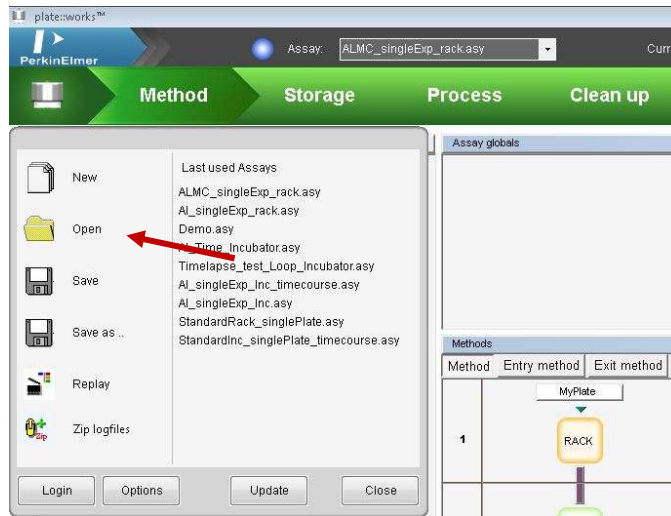 plate::works™
PerkinElmer
Assay: ALMC_singleExp_rack.asy
Curr
Method Storage Process Clean up
Assay globals
New
Open
Save
Save as ..
Replay
Zip
Zip logfiles
Last used Assays
ALMC_singleExp_rack.asy
AI_singleExp_rack.asy
Demo.asy
AI_Time_Incubator.asy
Timelapse_test_Loop_Incubator.asy
AI_singleExp_Inc_timecourse.asy
AI_singleExp_Inc.asy
StandardRack_singlePlate.asy
StandardInc_singlePlate_timecourse.asy
Login Options Update Close
Methods
Method Entry method Exit method
MyPlate
1
RACK